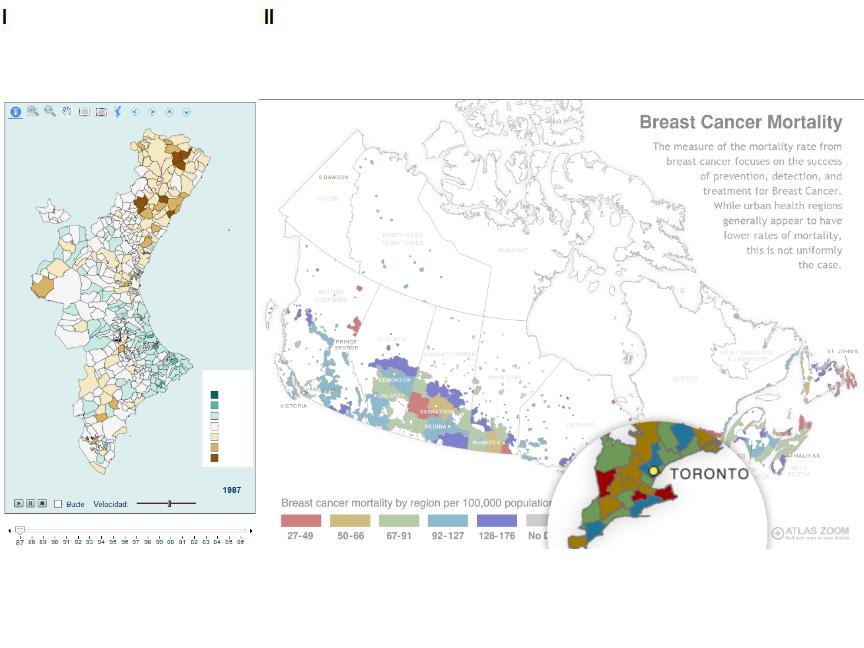 I
II
Breast Cancer Mortality
The measure of the mortality rate from
breast cancer focuses on the success
of prevention, detection, and
treatment for Breast Cancer.
While urban health regions
generally appear to have
lower rates of mortality,
this is not uniformly
the case.
DAWSON
YUKON
NORTHWEST
TERRITORIES
NUNAVUT
BRITISH
COLUMBIA
PRINCE
GEORGE
ALBERTA
SASKATCHEWAN
MANITOBA
EDMONTON
CALGARY
SASKATOON
REGINA
WINNIPEG
VICTORIA
ONTARIO
QUEBEC
NEWFOUNDLAND
& LABRADOR
ST. JOHN'S
HALIFAX
NOVA
SCOTIA
TORONTO
1987
Bucle Velocidad:
87 88 89 90 91 92 93 94 95 96 97 98 99 00 01 02 03 04 05 06
Breast cancer mortality by region per 100,000 population
27-49 50-66 67-91 92-127 128-176 No D
ATLAS ZOOM